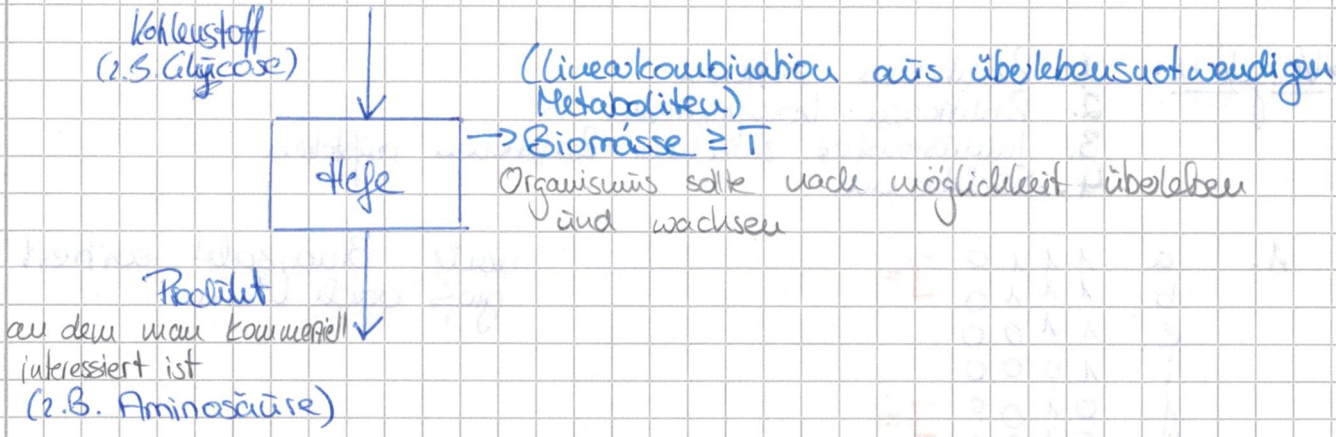 Kohlenstoff
(z.B. Glycose)
(Linearkombination aus überlebensnotwendigen
Metaboliten)
→ Biomasse ≥ T
Hefe
Organismus sollte nach möglichkeit überleben
und wachsen
Produkt
an dem man kommerziell
interessiert ist
(z.B. Aminosäure)